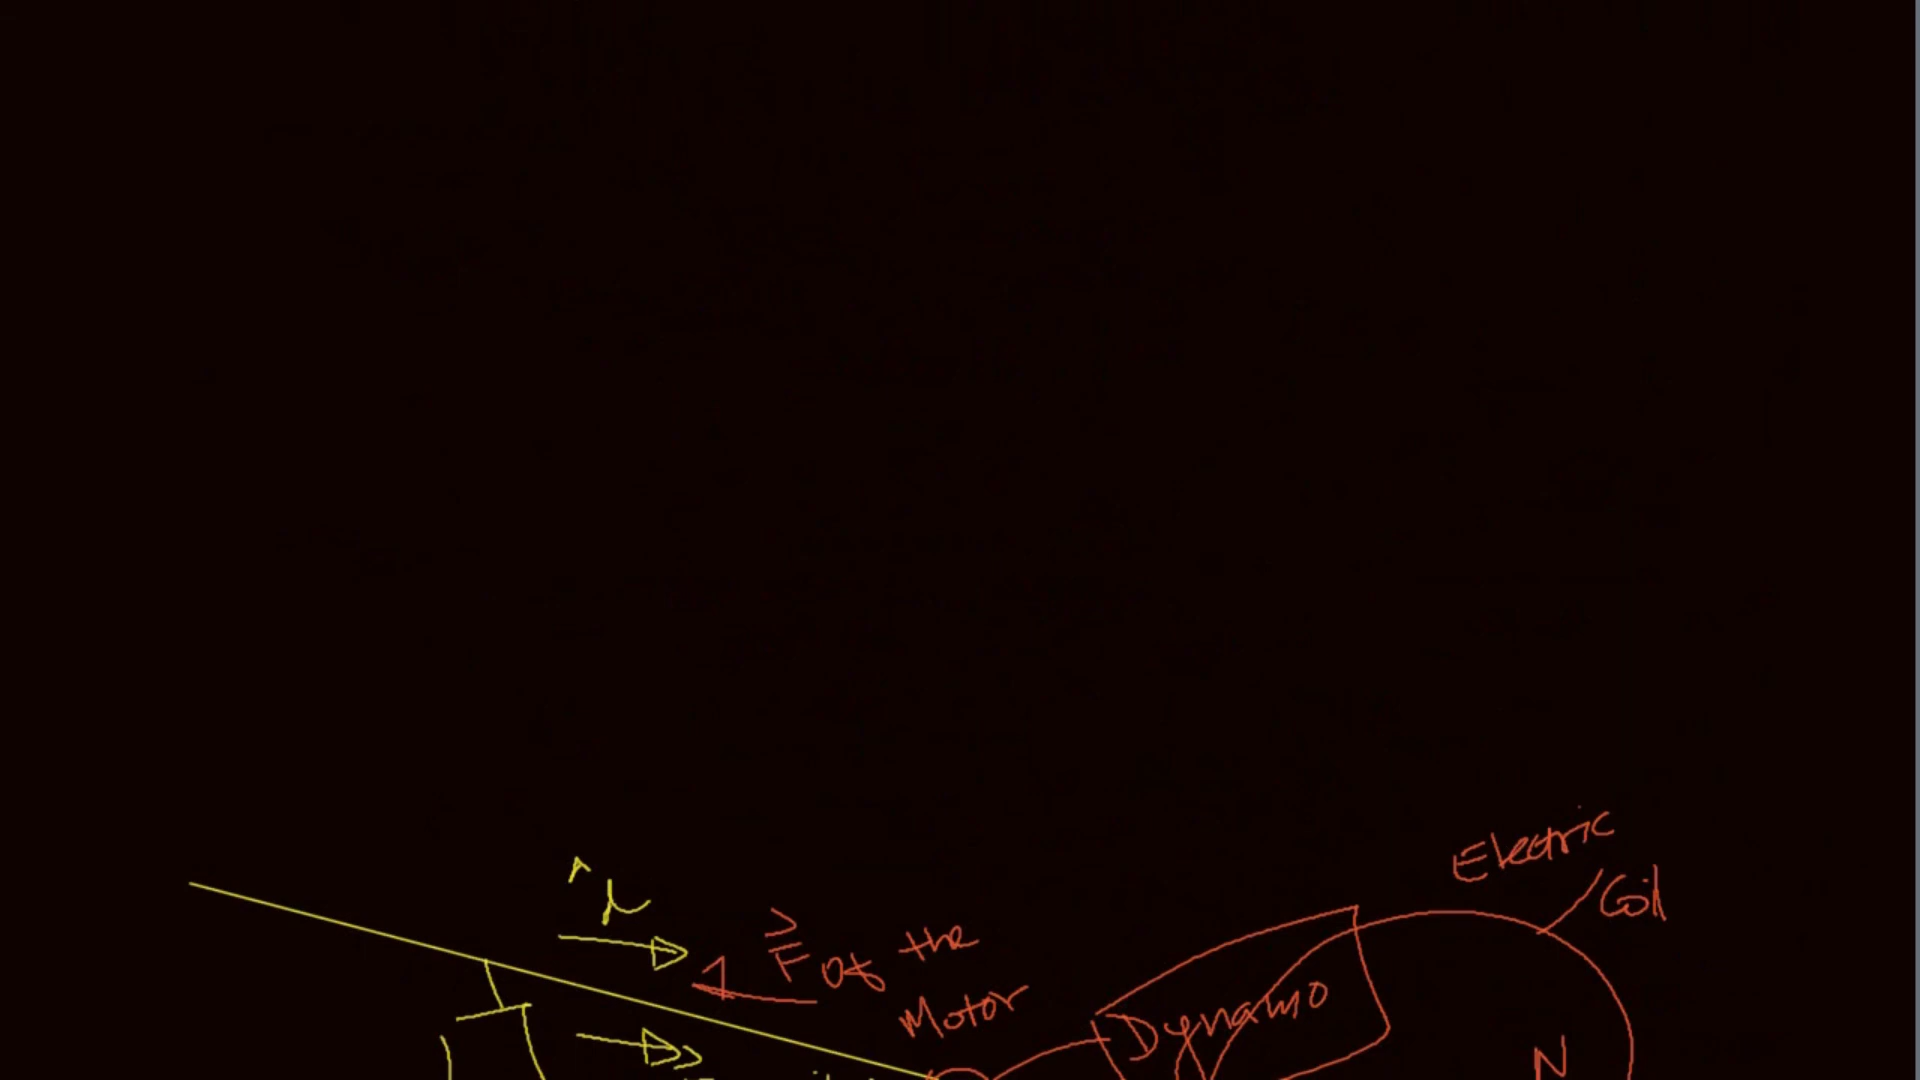 Electric
Coil
F of the
Motor
Dynamo
N